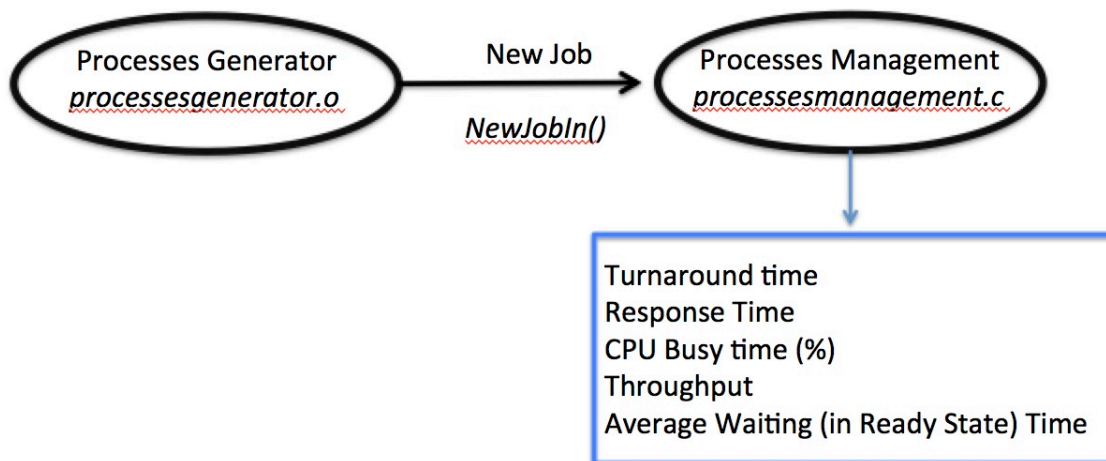 Processes Generator
processesgenerator.o
New Job
NewJobIn()
Processes Management
processesmanagement.c
Turnaround time
Response Time
CPU Busy time (%)
Throughput
Average Waiting (in Ready State) Time